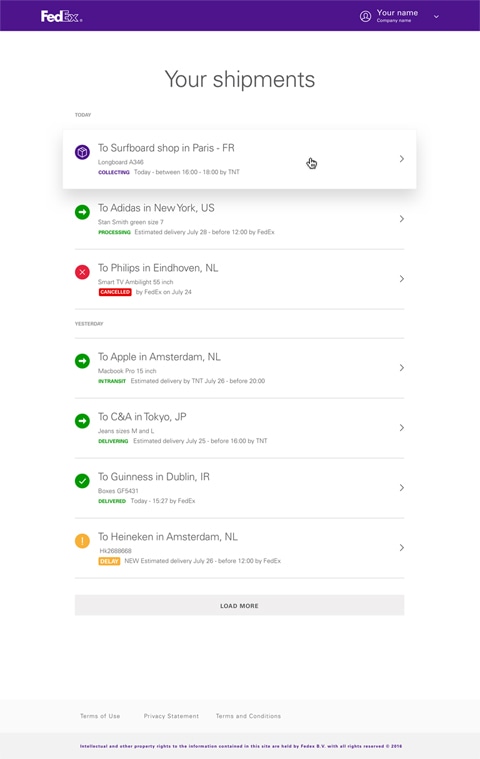 FedEx®
Your name
Company name
Your shipments
TODAY
To Surfboard shop in Paris - FR
Longboard A346
COLLECTING Today - between 16:00 - 18:00 by TNT
To Adidas in New York, US
Stan Smith green size 7
PROCESSING Estimated delivery July 28 - before 12:00 by FedEx
To Philips in Eindhoven, NL
Smart TV Ambilight 55 inch
CANCELLED by FedEx on July 24
YESTERDAY
To Apple in Amsterdam, NL
Macbook Pro 15 inch
IN TRANSIT Estimated delivery by TNT July 26 - before 20:00
To C&A in Tokyo, JP
Jeans sizes M and L
DELIVERING Estimated delivery July 25 - before 16:00 by TNT
To Guinness in Dublin, IR
Boxes GF5431
DELIVERED Today - 15:27 by FedEx
To Heineken in Amsterdam, NL
Hk2688668
DELAY NEW Estimated delivery July 26 - before 12:00 by FedEx
LOAD MORE
Terms of Use Privacy Statement Terms and Conditions
Intellectual and other property rights to the information contained in this site are held by Fedex B.V. with all rights reserved © 2016